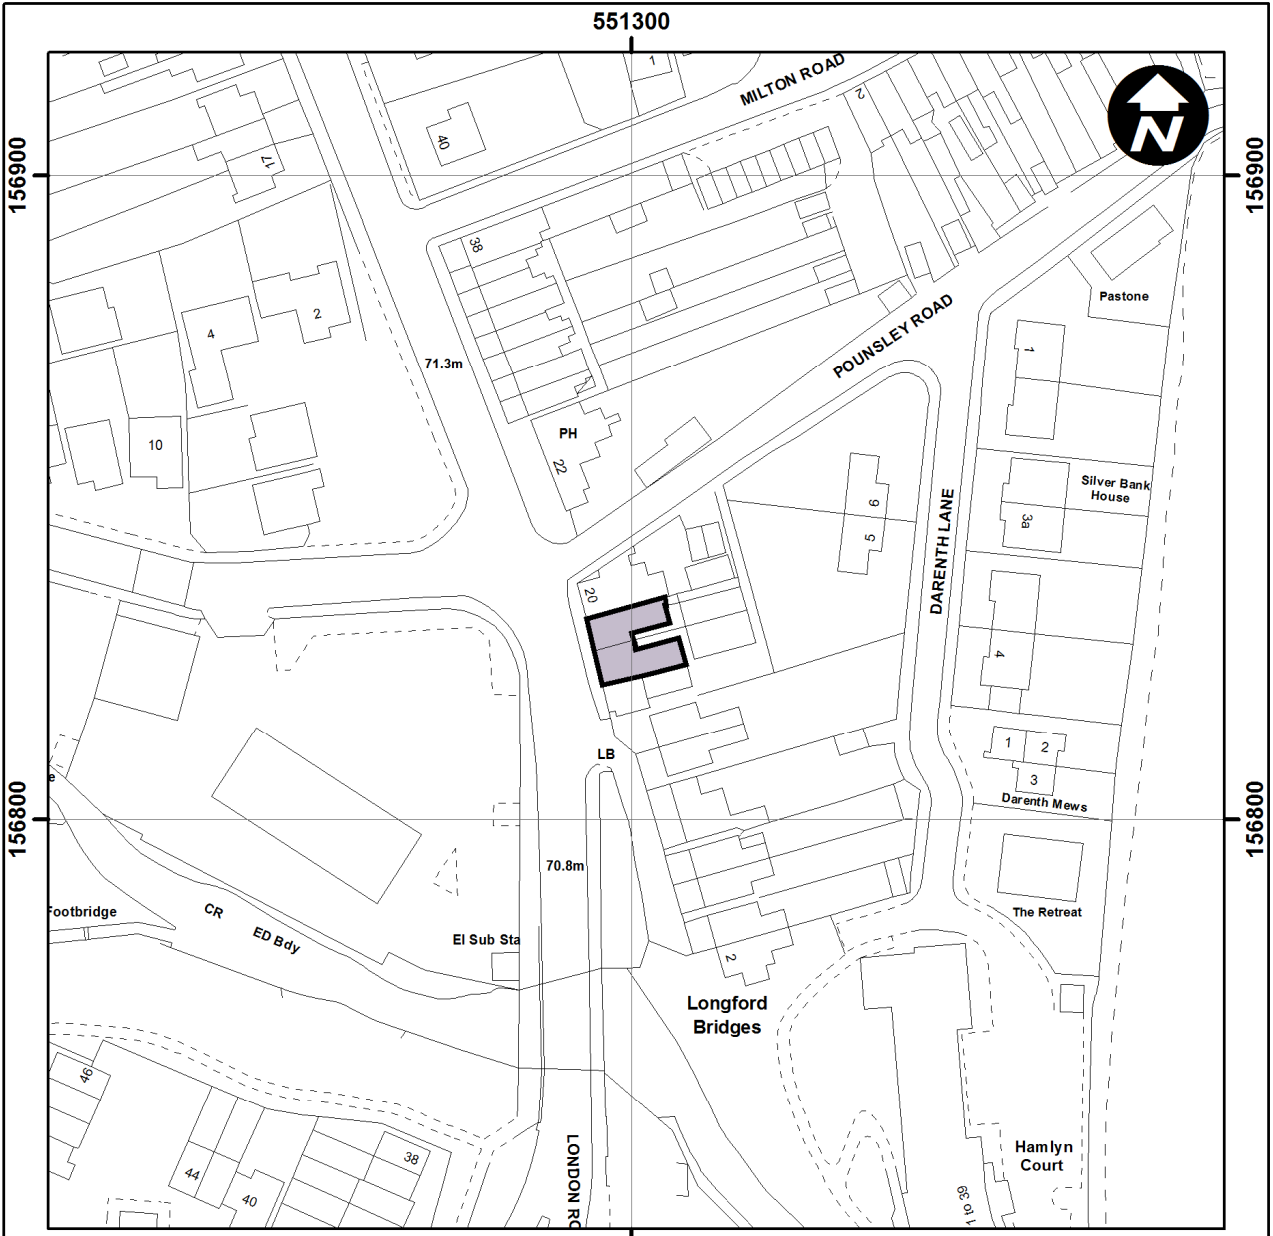 551300
MILTON ROAD
1
2
N
40
17
156900
156900
38
Pastone
2
4
POUNSLEY ROAD
1
71.3m
PH
10
22
Silver Bank
House
6
3a
5
DARENTH LANE
20
4
1
2
LB
3
e
Darenth Mews
156800
156800
70.8m
Footbridge
CR
The Retreat
ED Bdy
El Sub Sta
2
Longford
Bridges
46
38
Hamlyn
Court
44
40
LONDON RO
1 to 39